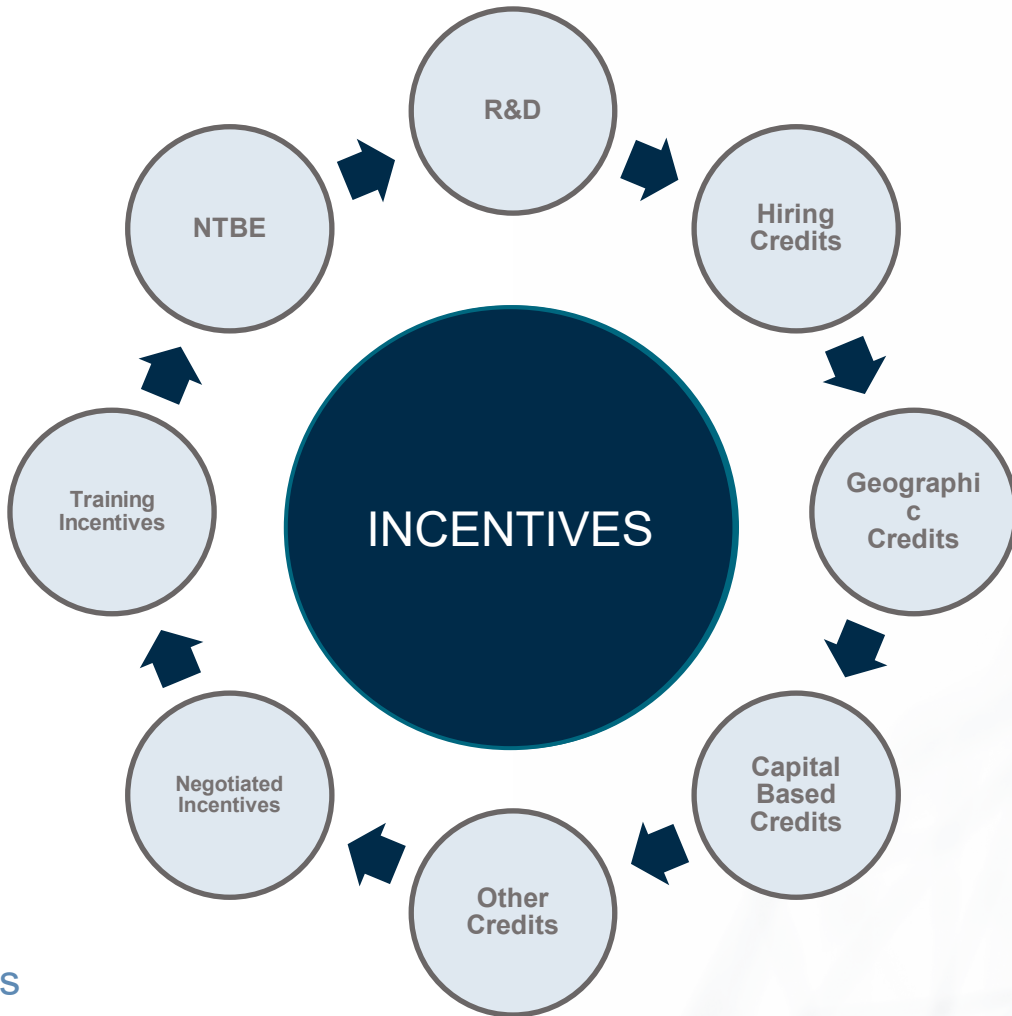 R&D
NTBE
Hiring
Credits
INCENTIVES
Training
Incentives
Geographi
c
Credits
Negotiated
Incentives
Capital
Based
Credits
Other
Credits
s